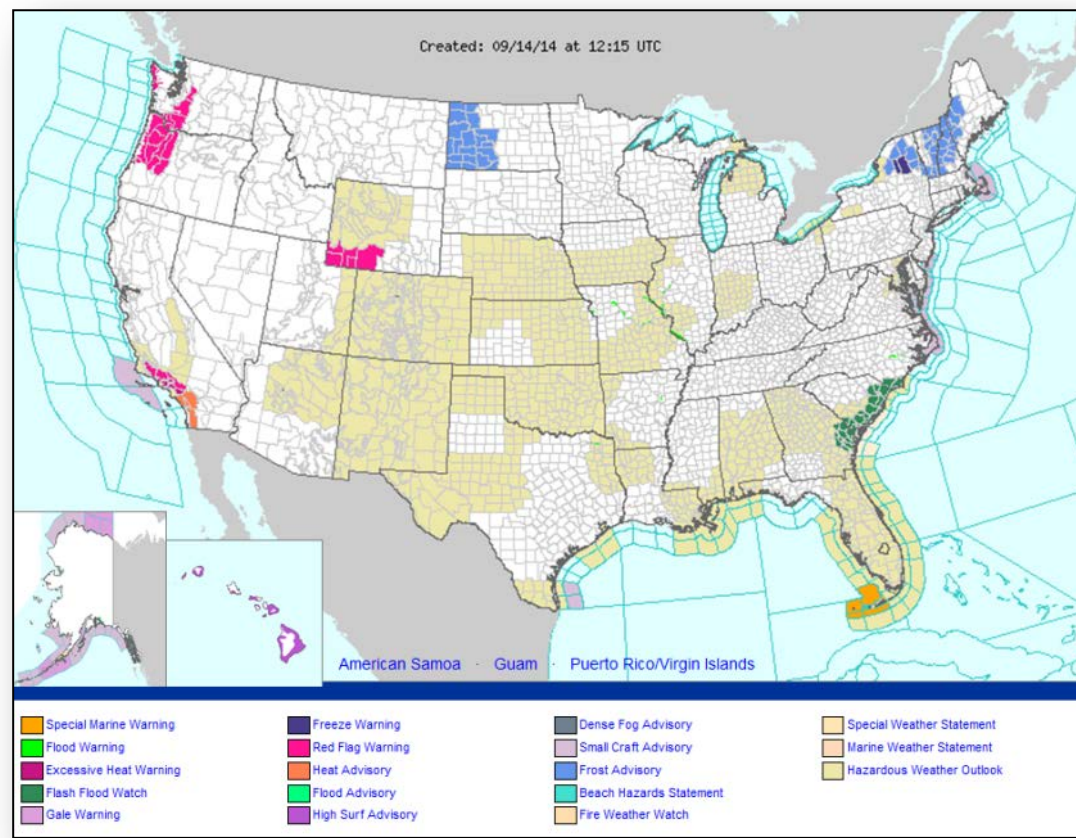 Created: 09/14/14 at 12:15 UTC
American Samoa · Guam · Puerto Rico/Virgin Islands
Special Marine Warning
Flood Warning
Excessive Heat Warning
Flash Flood Watch
Gale Warning
Freeze Warning
Red Flag Warning
Heat Advisory
Flood Advisory
High Surf Advisory
Dense Fog Advisory
Small Craft Advisory
Frost Advisory
Beach Hazards Statement
Fire Weather Watch
Special Weather Statement
Marine Weather Statement
Hazardous Weather Outlook